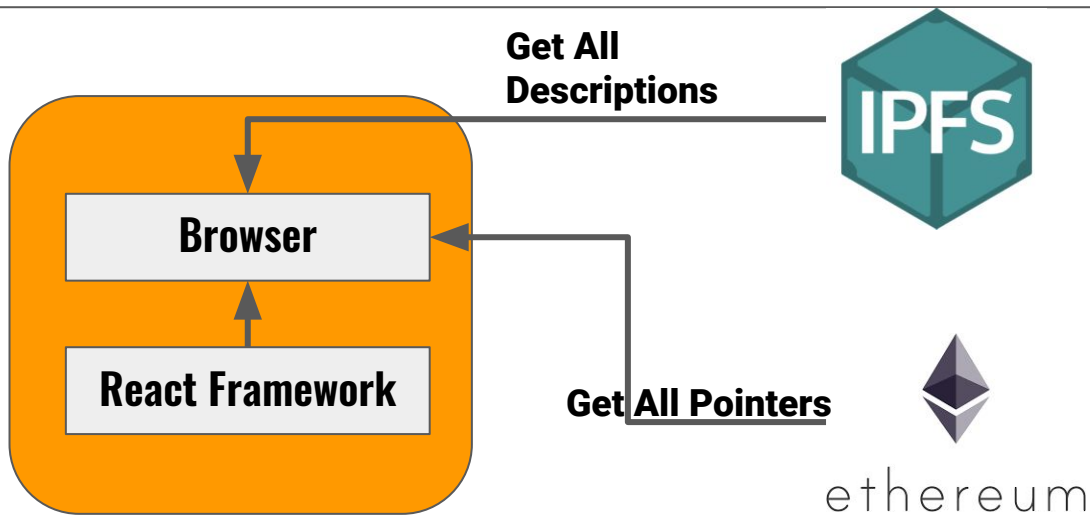 Get All
Descriptions
IPFS
Browser
React Framework
Get All Pointers
ethereum